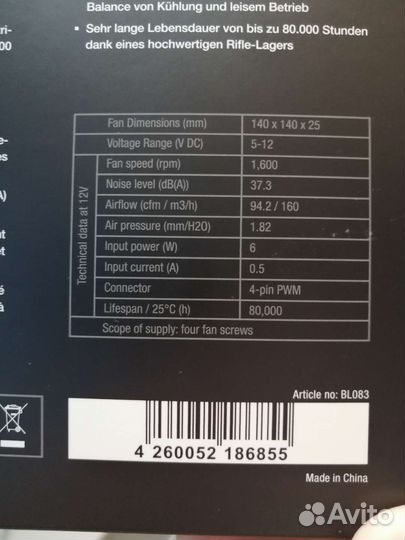 Balance von Kühlung und leisem Betrieb
• Sehr lange Lebensdauer von bis zu 80.000 Stunden
dank eines hochwertigen Rifle-Lagers
Fan Dimensions (mm) 140 x 140 x 25
Voltage Range (V DC) 5-12
Technical data at 12V
Fan speed (rpm) 1,600
Noise level (dB(A)) 37.3
Airflow (cfm / m3/h) 94.2 / 160
Air pressure (mm/H2O) 1.82
Input power (W) 6
Input current (A) 0.5
Connector 4-pin PWM
Lifespan / 25°C (h) 80,000
Scope of supply: four fan screws
Article no: BL083
4 260052 186855
Made in China
Avito